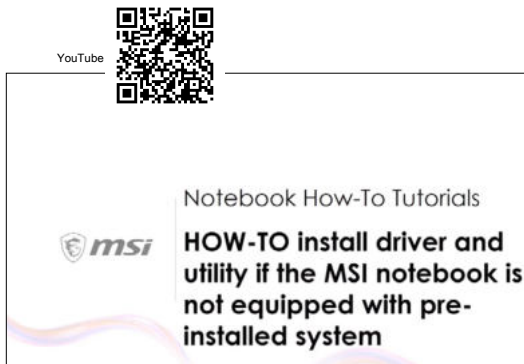 YouTube
Notebook How-To Tutorials
msi
HOW-TO install driver and
utility if the MSI notebook is
not equipped with pre-
installed system